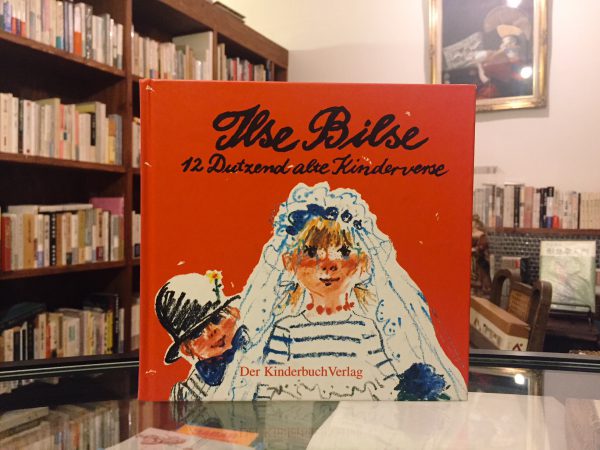 Ilse Bilse
12 Dutzend alte Kinderverse
Der KinderbuchVerlag